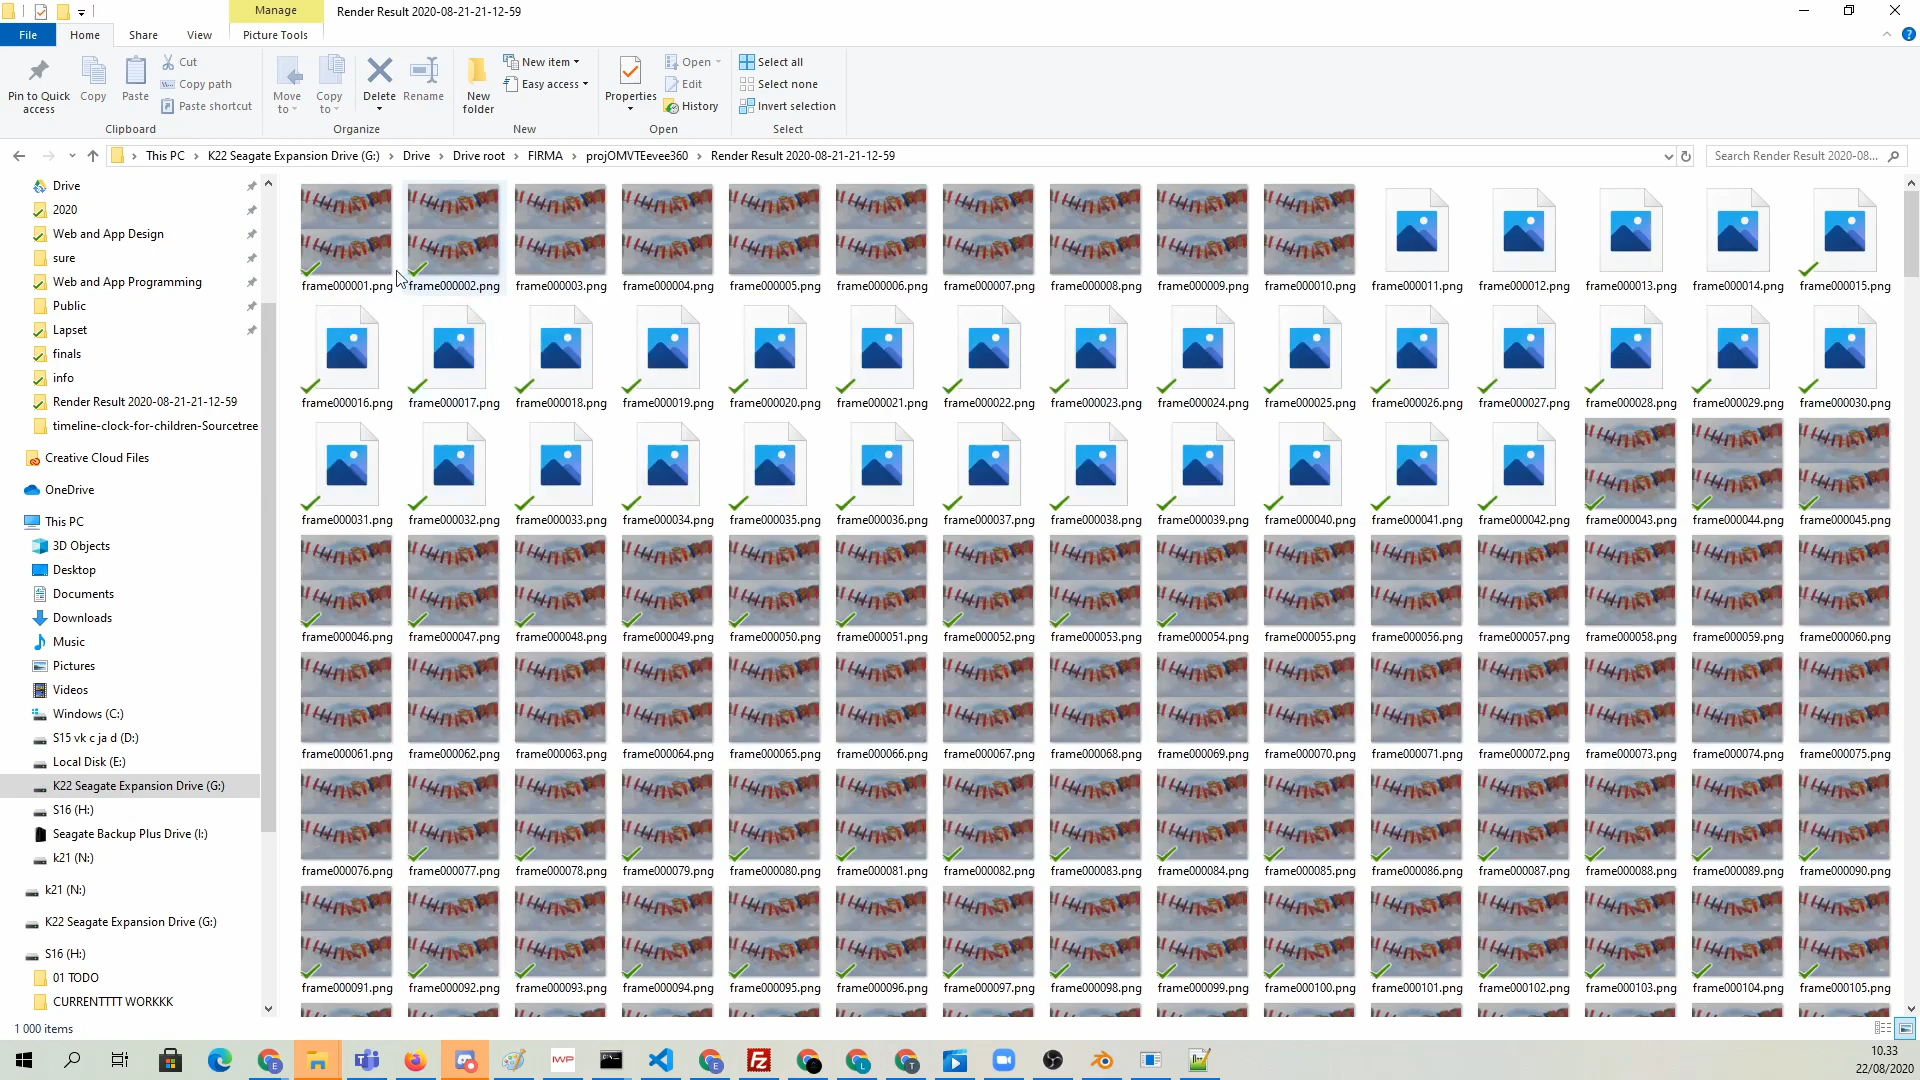 Manage
Render Result 2020-08-21-21-12-59
File
Home
Share
View
Picture Tools
Pin to Quick access
Copy
Paste
Cut
Copy path
Paste shortcut
Clipboard
Move to
Copy to
Delete
Rename
Organize
New folder
New item
Easy access
New
Properties
Open
Edit
History
Open
Select all
Select none
Invert selection
Select
This PC > K22 Seagate Expansion Drive (G:) > Drive > Drive root > FIRMA > projOMVTEevee360 > Render Result 2020-08-21-21-12-59
Search Render Result 2020-08...
Drive
2020
Web and App Design
sure
Web and App Programming
Public
Lapset
finals
info
Render Result 2020-08-21-21-12-59
timeline-clock-for-children-Sourcetree
Creative Cloud Files
OneDrive
This PC
3D Objects
Desktop
Documents
Downloads
Music
Pictures
Videos
Windows (C:)
S15 vk c ja d (D:)
Local Disk (E:)
K22 Seagate Expansion Drive (G:)
S16 (H:)
Seagate Backup Plus Drive (I:)
k21 (N:)
k21 (N:)
K22 Seagate Expansion Drive (G:)
S16 (H:)
01 TODO
CURRENTTTT WORKKK
frame000001.png frame000002.png frame000003.png frame000004.png frame000005.png frame000006.png frame000007.png frame000008.png frame000009.png frame000010.png frame000011.png frame000012.png frame000013.png frame000014.png frame000015.png
frame000016.png frame000017.png frame000018.png frame000019.png frame000020.png frame000021.png frame000022.png frame000023.png frame000024.png frame000025.png frame000026.png frame000027.png frame000028.png frame000029.png frame000030.png
frame000031.png frame000032.png frame000033.png frame000034.png frame000035.png frame000036.png frame000037.png frame000038.png frame000039.png frame000040.png frame000041.png frame000042.png frame000043.png frame000044.png frame000045.png
frame000046.png frame000047.png frame000048.png frame000049.png frame000050.png frame000051.png frame000052.png frame000053.png frame000054.png frame000055.png frame000056.png frame000057.png frame000058.png frame000059.png frame000060.png
frame000061.png frame000062.png frame000063.png frame000064.png frame000065.png frame000066.png frame000067.png frame000068.png frame000069.png frame000070.png frame000071.png frame000072.png frame000073.png frame000074.png frame000075.png
frame000076.png frame000077.png frame000078.png frame000079.png frame000080.png frame000081.png frame000082.png frame000083.png frame000084.png frame000085.png frame000086.png frame000087.png frame000088.png frame000089.png frame000090.png
frame000091.png frame000092.png frame000093.png frame000094.png frame000095.png frame000096.png frame000097.png frame000098.png frame000099.png frame000100.png frame000101.png frame000102.png frame000103.png frame000104.png frame000105.png
1 000 items
IWP
10.33
22/08/2020